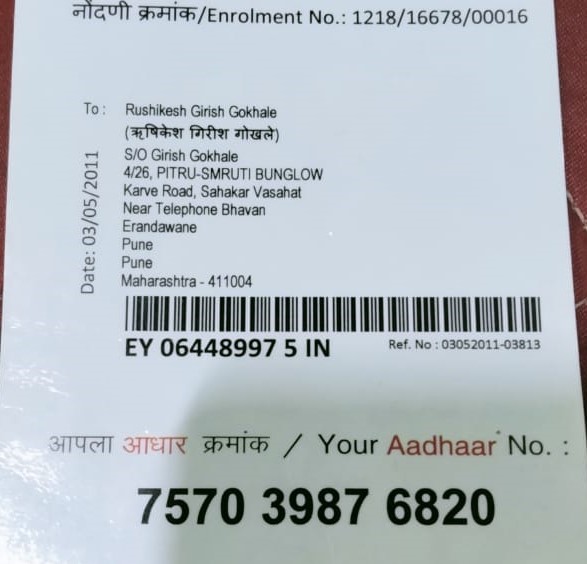 नोंदणी क्रमांक/Enrolment No.: 1218/16678/00016
To :
Rushikesh Girish Gokhale
(ऋषिकेश गिरीश गोखले)
S/O Girish Gokhale
4/26, PITRU-SMRUTI BUNGLOW
Karve Road, Sahakar Vasahat
Near Telephone Bhavan
Erandawane
Pune
Pune
Maharashtra - 411004
Date: 03/05/2011
EY 06448997 5 IN
Ref. No : 03052011-03813
आपला आधार क्रमांक / Your Aadhaar No. :
7570 3987 6820